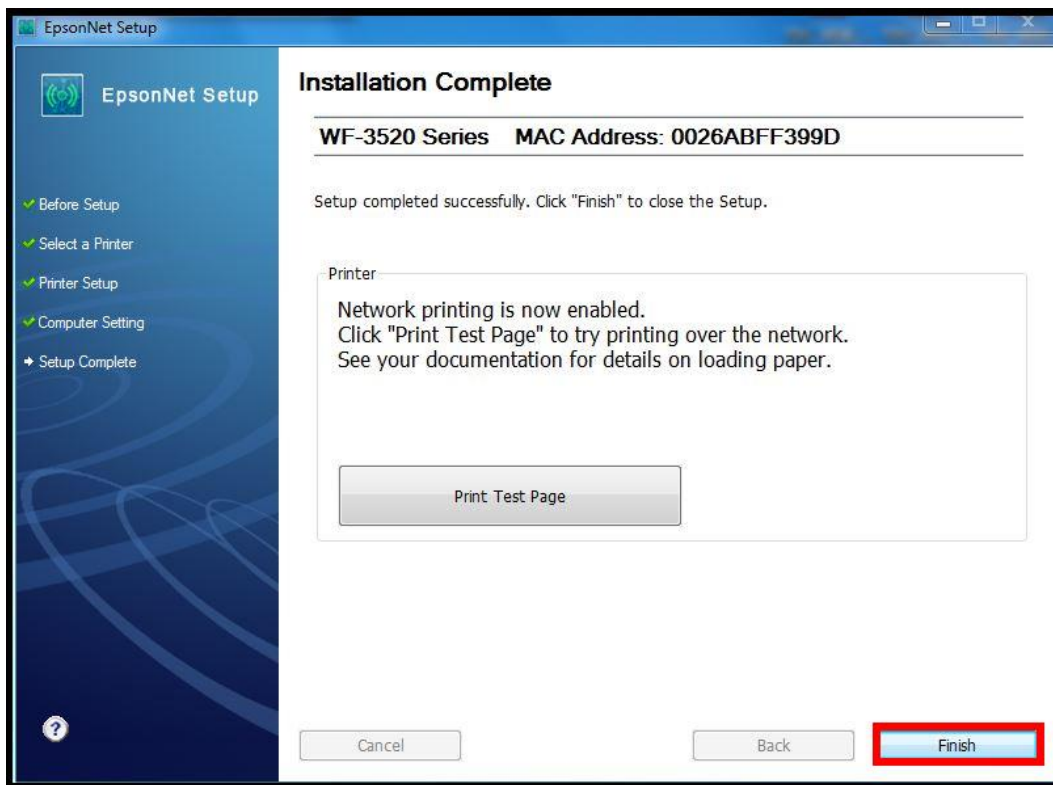 EpsonNet Setup
EpsonNet Setup
Before Setup
Select a Printer
Printer Setup
Computer Setting
Setup Complete
Installation Complete
WF-3520 Series MAC Address: 0026ABFF399D
Setup completed successfully. Click "Finish" to close the Setup.
Printer
Network printing is now enabled.
Click "Print Test Page" to try printing over the network.
See your documentation for details on loading paper.
Print Test Page
?
Cancel
Back
Finish